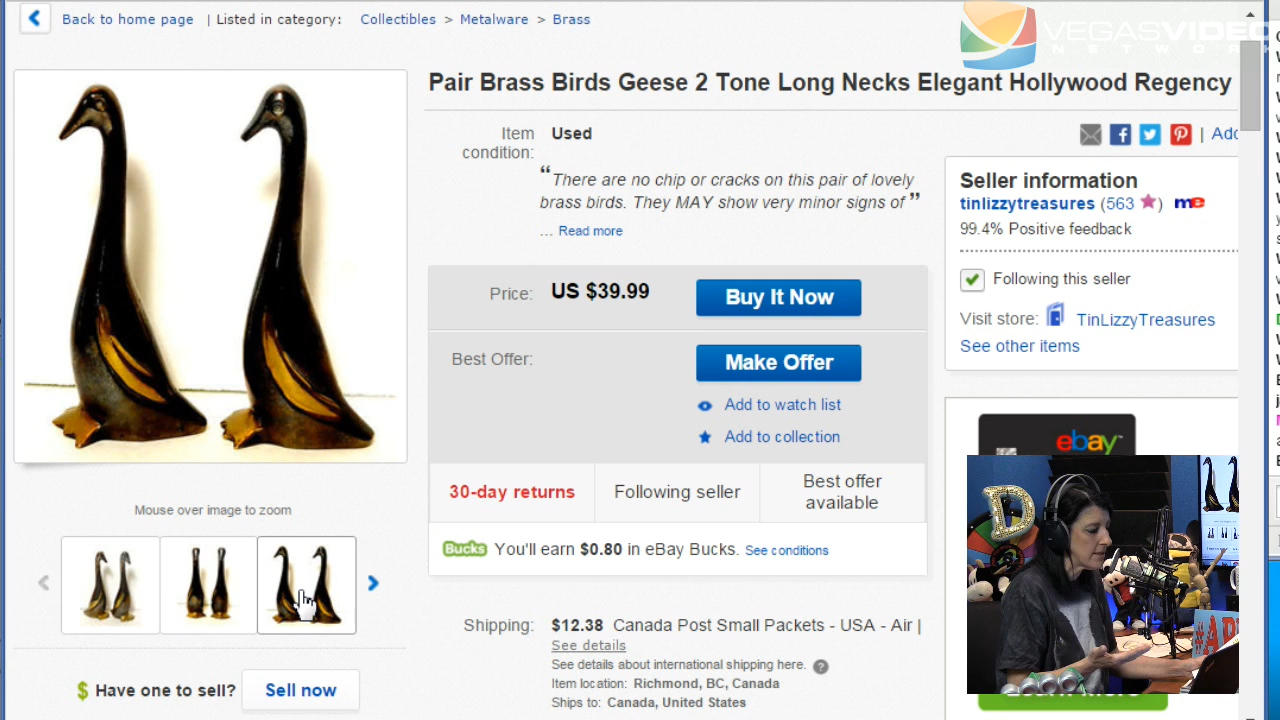 Back to home page | Listed in category: Collectibles > Metalware > Brass
VEGASVIDEO
NETWORK
Pair Brass Birds Geese 2 Tone Long Necks Elegant Hollywood Regency
Item condition: Used
“There are no chip or cracks on this pair of lovely
brass birds. They MAY show very minor signs of ”
... Read more
Price: US $39.99
Buy It Now
Best Offer:
Make Offer
Add to watch list
Add to collection
30-day returns
Following seller
Best offer
available
Bucks You'll earn $0.80 in eBay Bucks. See conditions
Shipping: $12.38 Canada Post Small Packets - USA - Air |
See details
See details about international shipping here. ?
Item location: Richmond, BC, Canada
Ships to: Canada, United States
Mouse over image to zoom
$ Have one to sell? Sell now
Seller information
tinlizzytreasures (563 ) me
99.4% Positive feedback
Following this seller
Visit store: TinLizzyTreasures
See other items
ebay™
D